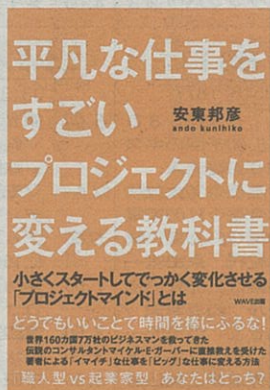 平凡な仕事を
すごい
安東邦彦
ando kunihiko
プロジェクトに
変える教科書
小さくスタートしてでっかく変化させる
「プロジェクトマインド」とは
WAVE出版
どうでもいいことで時間を棒にふるな!
世界160カ国7万社のビジネスマンを救ってきた
伝説のコンサルタントマイケル・E・ガーバーに直接教えを受けた
著者による「イマイチ」な仕事を「ビッグ」な仕事に変える方法
「職人型vs起業家型」あなたはどっち?